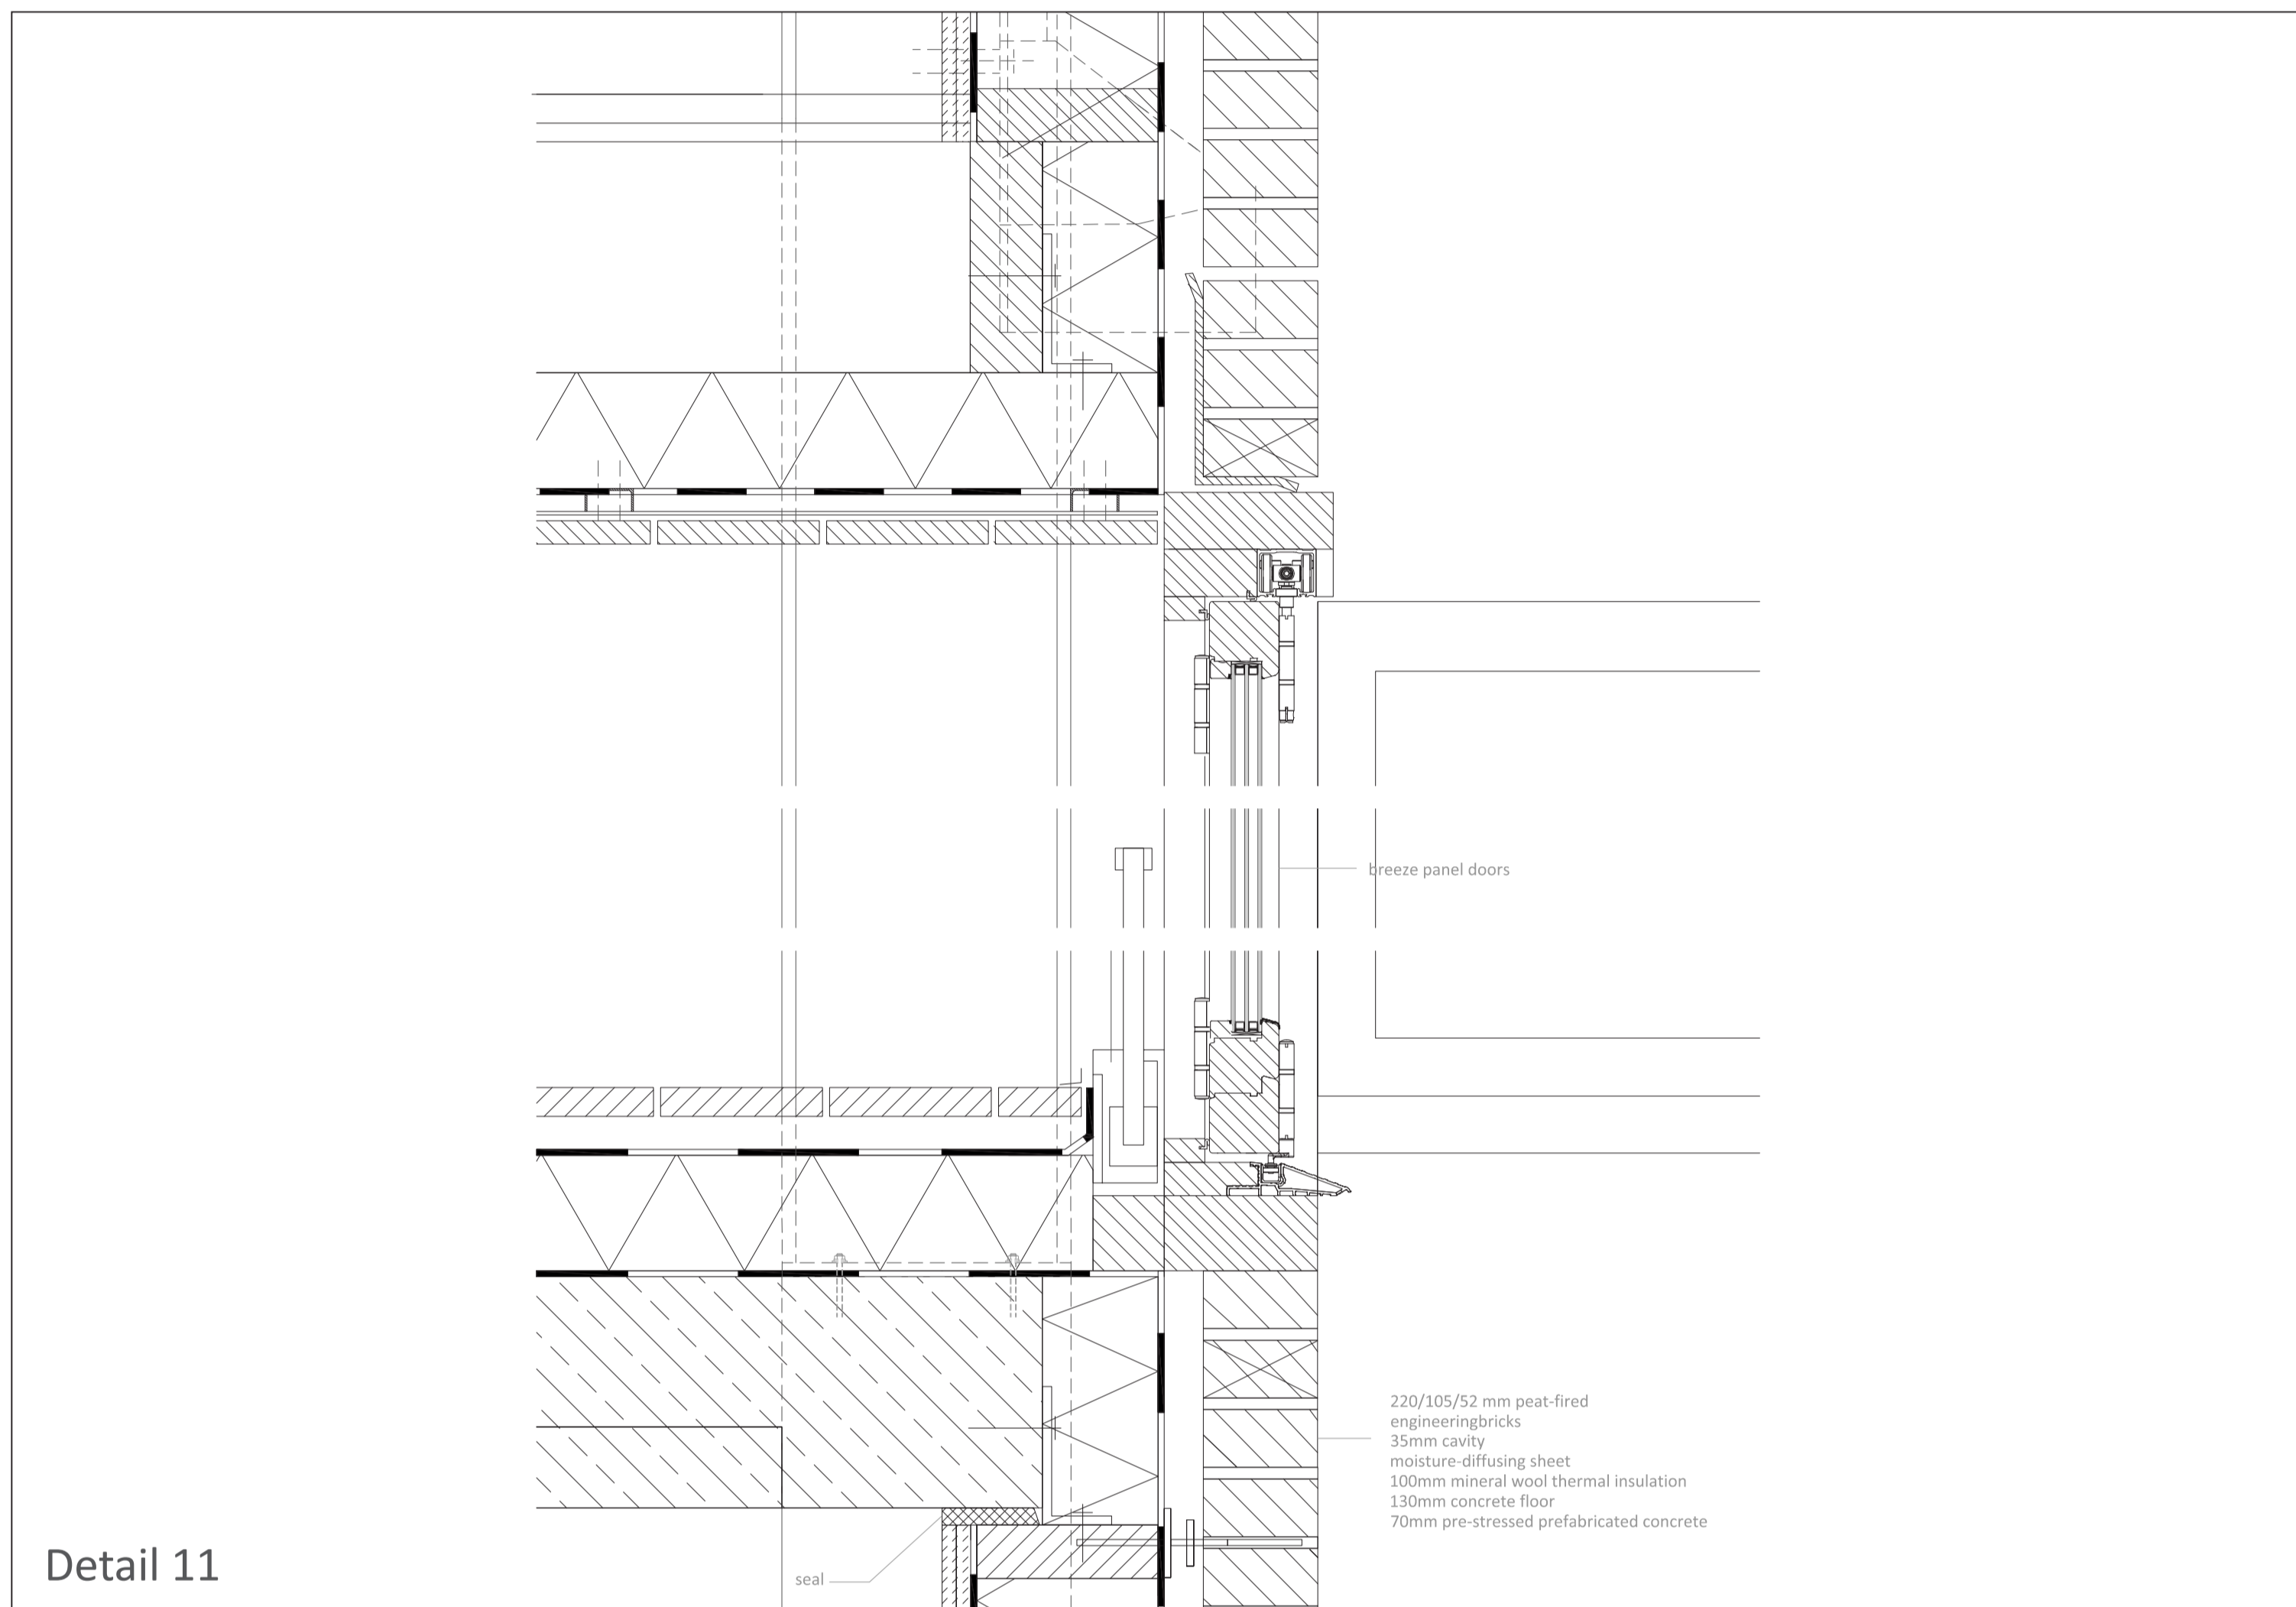 breeze panel doors
220/105/52 mm peat-fired
engineeringbricks
35mm cavity
moisture-diffusing sheet
100mm mineral wool thermal insulation
130mm concrete floor
70mm pre-stressed prefabricated concrete
Detail 11
seal